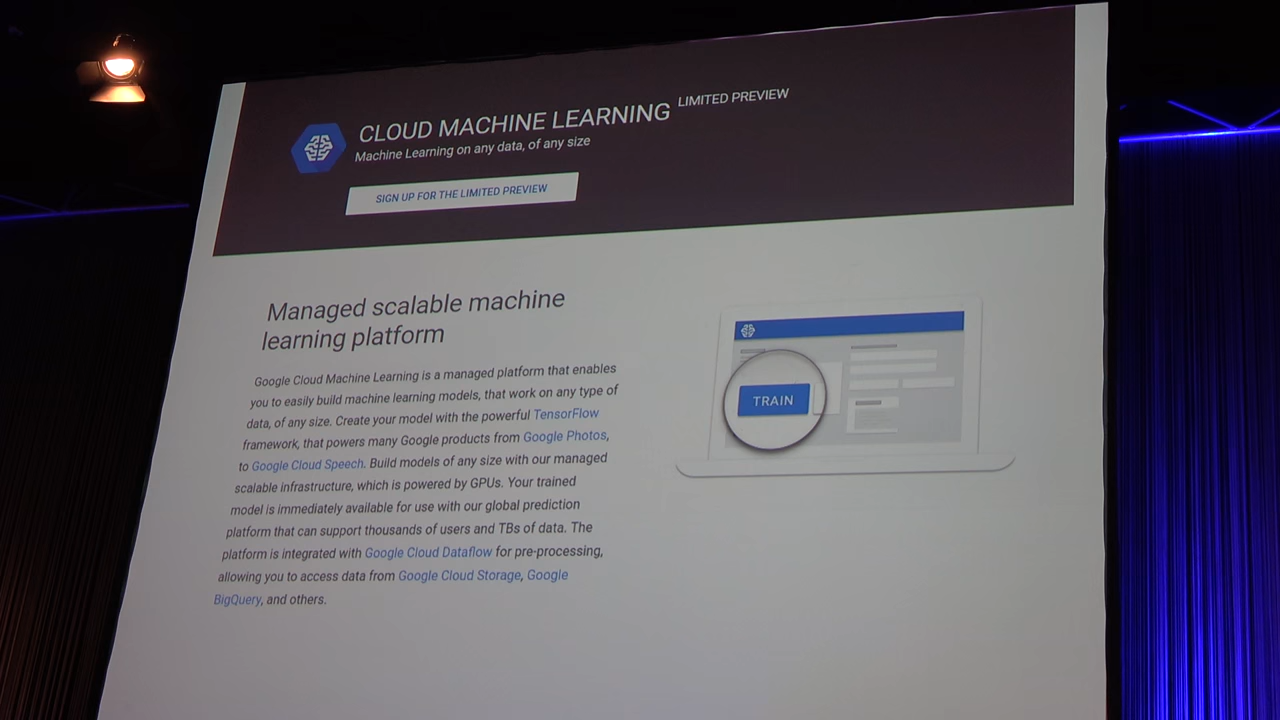 CLOUD MACHINE LEARNING LIMITED PREVIEW
Machine Learning on any data, of any size
SIGN UP FOR THE LIMITED PREVIEW
Managed scalable machine
learning platform
Google Cloud Machine Learning is a managed platform that enables
you to easily build machine learning models, that work on any type of
data, of any size. Create your model with the powerful TensorFlow
framework, that powers many Google products from Google Photos,
to Google Cloud Speech. Build models of any size with our managed
scalable infrastructure, which is powered by GPUs. Your trained
model is immediately available for use with our global prediction
platform that can support thousands of users and TBs of data. The
platform is integrated with Google Cloud Dataflow for pre-processing,
allowing you to access data from Google Cloud Storage, Google
BigQuery, and others.
TRAIN